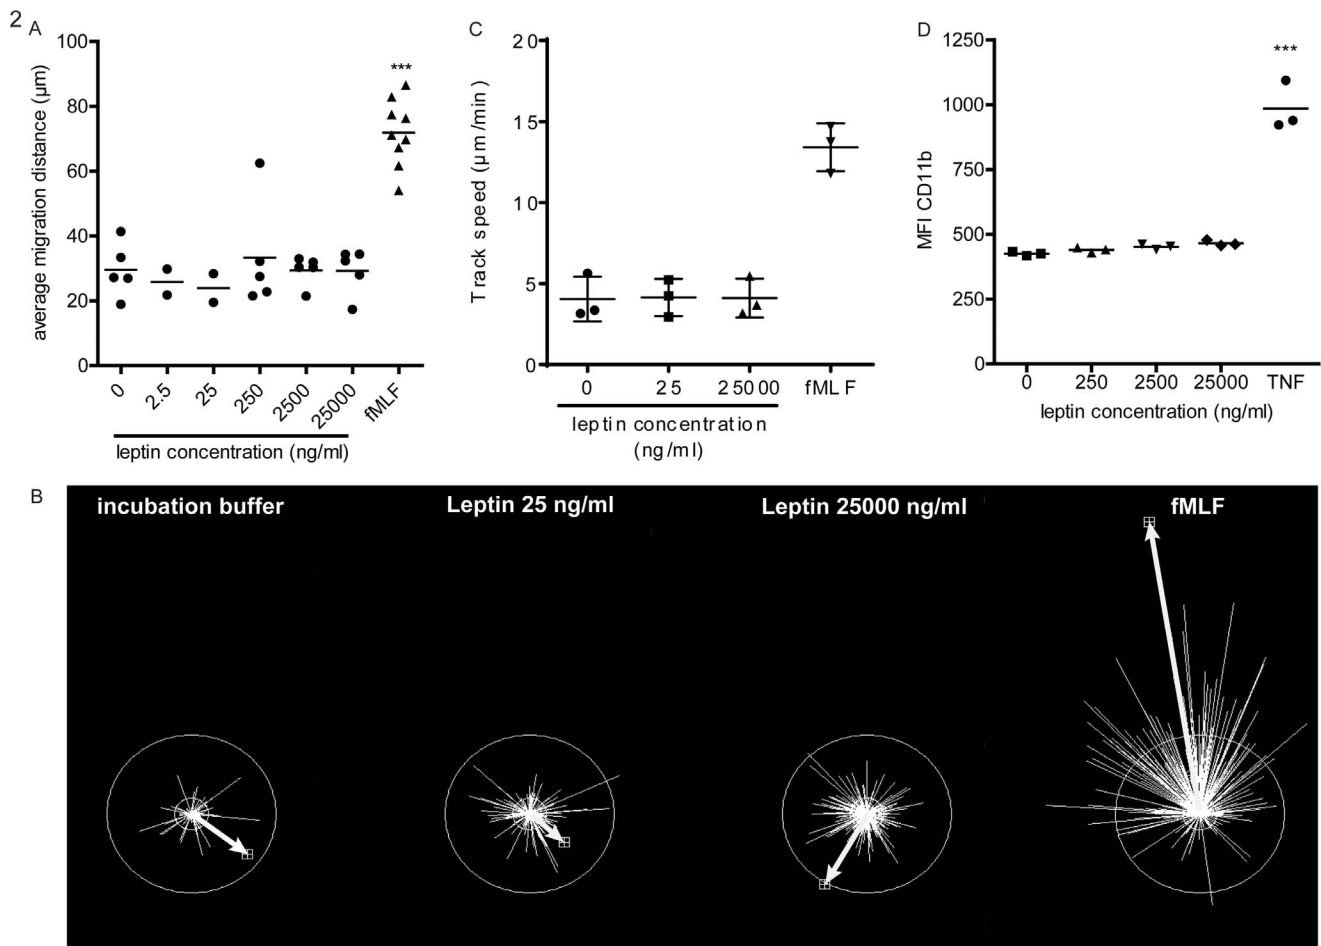 2
A
average migration distance (µm)
100
80
60
40
20
0
***
0
2.5
25
250
2500
25000
fMLF
leptin concentration (ng/ml)
C
Track speed (µm/min)
20
15
10
5
0
0
25
25000
fMLF
leptin concentration
(ng/ml)
D
MFI CD11b
1250
1000
750
500
250
0
***
0
250
2500
25000
TNF
leptin concentration (ng/ml)
B
incubation buffer
Leptin 25 ng/ml
Leptin 25000 ng/ml
fMLF